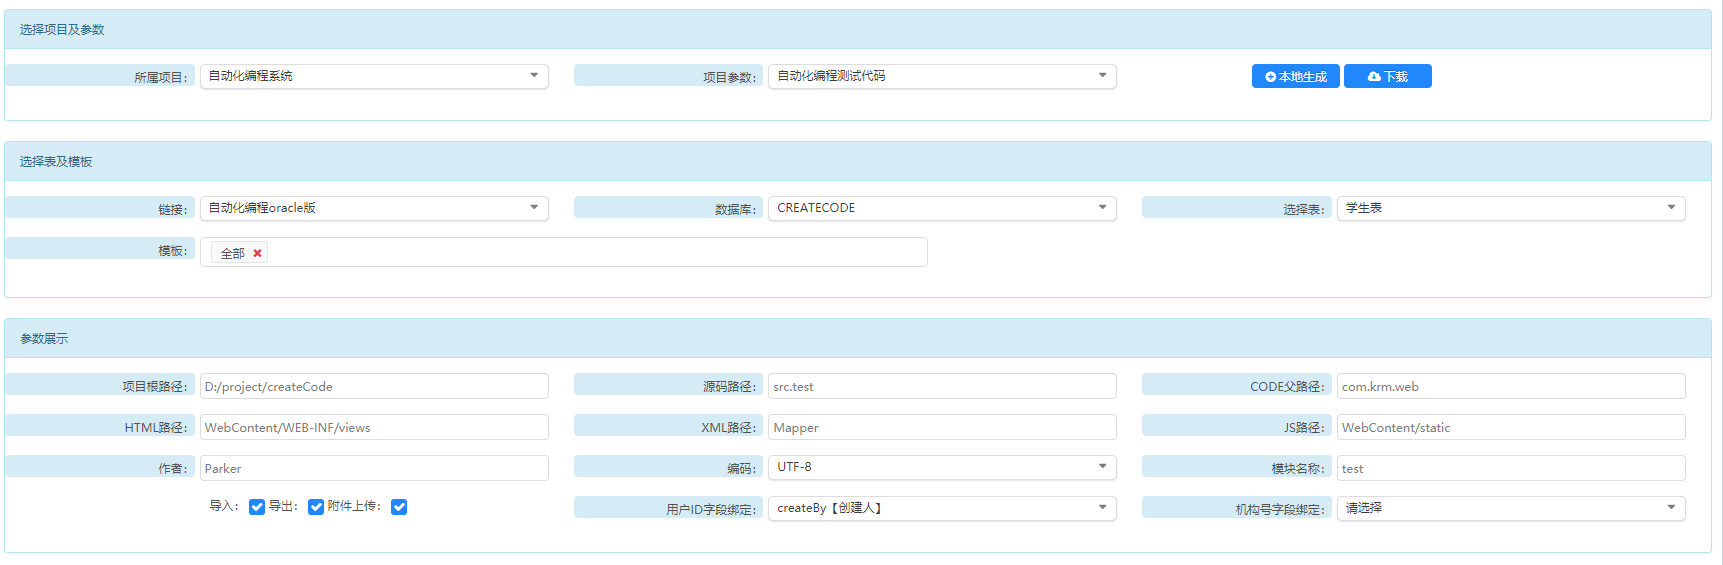 选择项目及参数
所属项目： 自动化编程系统 项目参数： 自动化编程测试代码 本地生成 下载
选择表及模板
链接： 自动化编程oracle版 数据库： CREATECODE 选择表： 学生表
模板： 全部
参数展示
项目根路径： D:/project/createCode 源码路径： src.test CODE父路径： com.krm.web
HTML路径： WebContent/WEB-INF/views XML路径： Mapper JS路径： WebContent/static
作者： Parker 编码： UTF-8 模块名称： test
导入： 导出： 附件上传： 用户ID字段绑定： createBy【创建人】 机构号字段绑定： 请选择